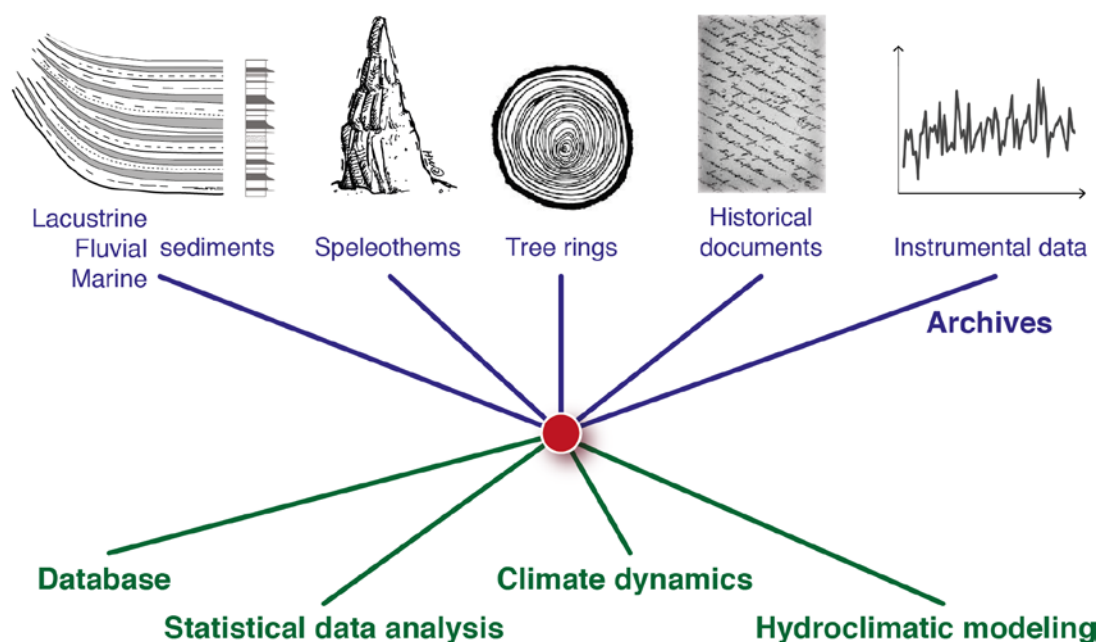 Lacustrine
Fluvial
Marine
sediments
Speleothems
Tree rings
Historical
documents
Instrumental data
Archives
Database
Climate dynamics
Statistical data analysis
Hydroclimatic modeling